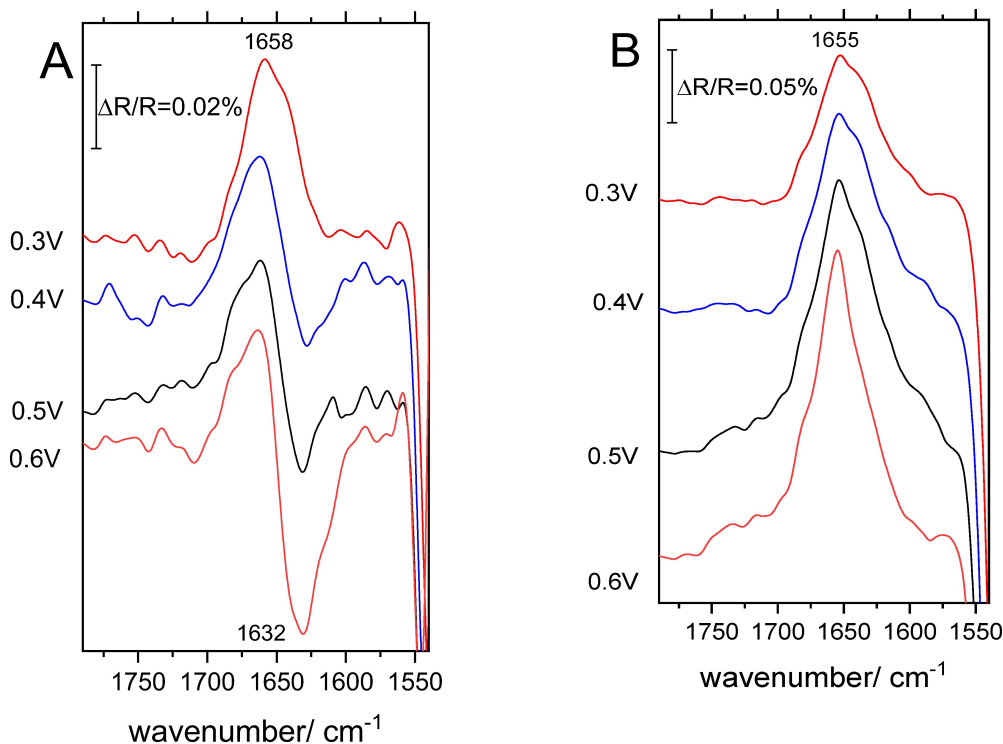 A
1658
ΔR/R=0.02%
0.3V
0.4V
0.5V
0.6V
1632
1750 1700 1650 1600 1550
wavenumber/ cm⁻¹
B
1655
ΔR/R=0.05%
0.3V
0.4V
0.5V
0.6V
1750 1700 1650 1600 1550
wavenumber/ cm⁻¹